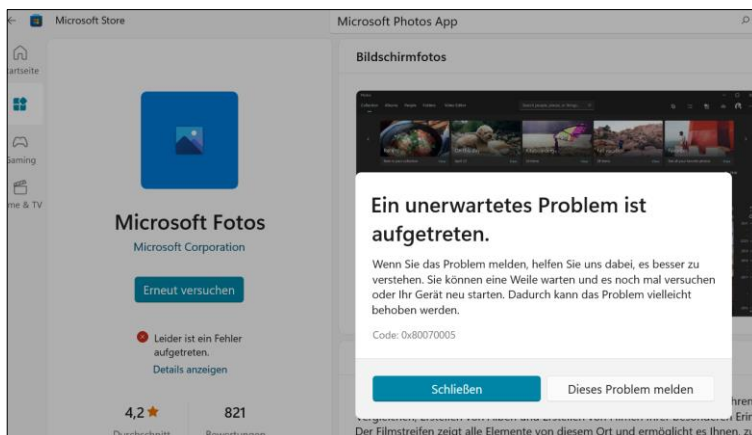 Microsoft Store
Microsoft Photos App
Gaming
Microsoft Fotos
Microsoft Corporation
Erneut versuchen
Leider ist ein Fehler
aufgetreten.
Details anzeigen
4,2
821
Durchschnitt
Bewertungen
Bildschirmfotos
Ein unerwartetes Problem ist
aufgetreten.
Wenn Sie das Problem melden, helfen Sie uns dabei, es besser zu
verstehen. Sie können eine Weile warten und es noch mal versuchen
oder Ihr Gerät neu starten. Dadurch kann das Problem vielleicht
behoben werden.
Code: 0x80070005
Schließen
Dieses Problem melden
Der Filmstreifen zeigt alle Elemente von diesem Ort und ermöglicht es Ihnen, zu